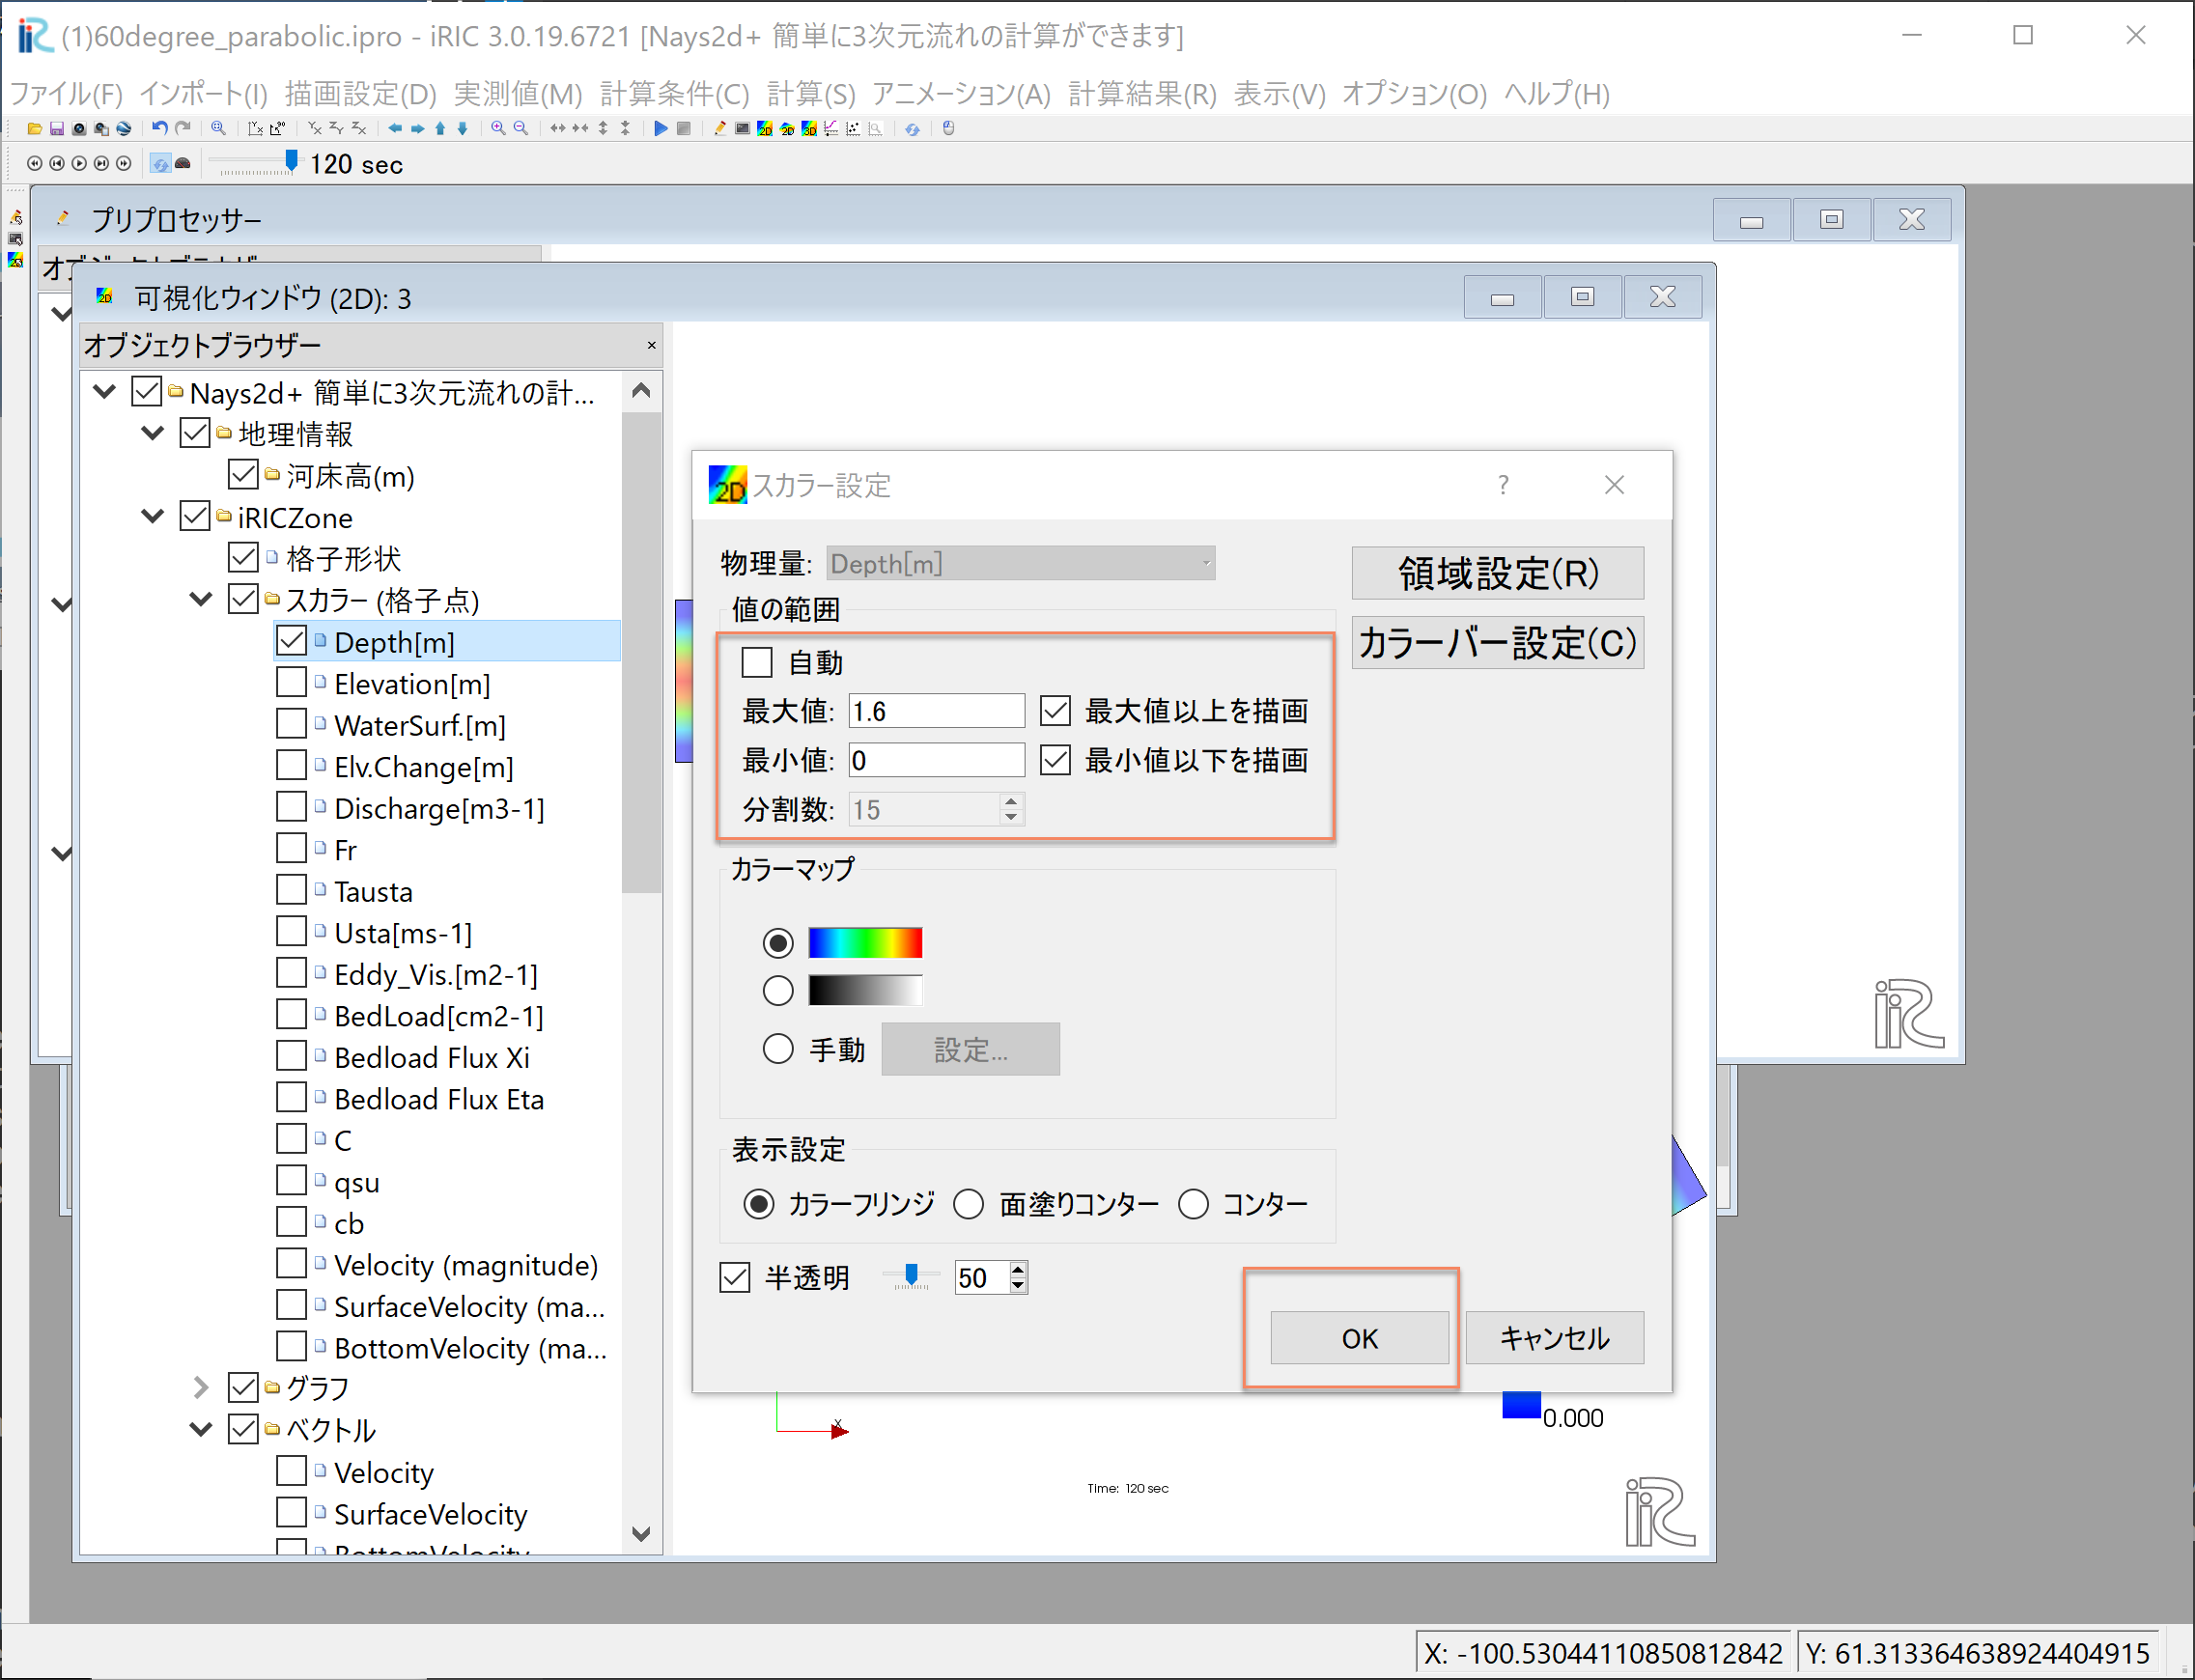 (1)60degree_parabolic.ipro - iRIC 3.0.19.6721 [Nays2d+ 簡単に3次元流れの計算ができます]
ファイル(F) インポート(I) 描画設定(D) 実測値(M) 計算条件(C) 計算(S) アニメーション(A) 計算結果(R) 表示(V) オプション(O) ヘルプ(H)
120 sec
プリプロセッサー
可視化ウィンドウ (2D): 3
オブジェクトブラウザー
Nays2d+ 簡単に3次元流れの計...
地理情報
河床高(m)
iRICZone
格子形状
スカラー (格子点)
Depth[m]
Elevation[m]
WaterSurf.[m]
Elv.Change[m]
Discharge[m3-1]
Fr
Tausta
Usta[ms-1]
Eddy_Vis.[m2-1]
BedLoad[cm2-1]
Bedload Flux Xi
Bedload Flux Eta
C
qsu
cb
Velocity (magnitude)
SurfaceVelocity (ma...
BottomVelocity (ma...
グラフ
ベクトル
Velocity
SurfaceVelocity
BottomVelocity
2D スカラー設定
物理量: Depth[m]
領域設定(R)
カラーバー設定(C)
値の範囲
自動
最大値: 1.6 最大値以上を描画
最小値: 0 最小値以下を描画
分割数: 15
カラーマップ
手動 設定...
表示設定
カラーフリンジ 面塗りコンター コンター
半透明 50
OK キャンセル
x
0.000
Time: 120 sec
iRIC
iRIC
X: -100.53044110850812842 Y: 61.313364638924404915